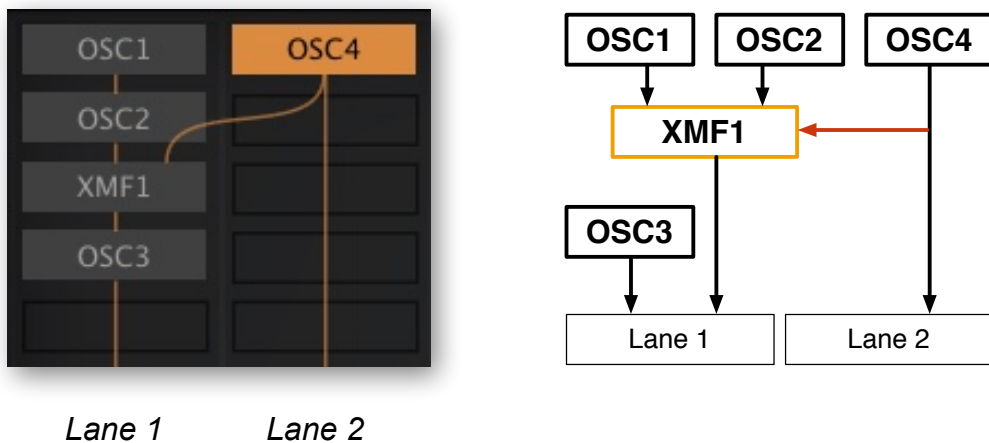 OSC1 OSC4
OSC2
XMF1
OSC3
Lane 1 Lane 2
OSC1 OSC2 OSC4
XMF1
OSC3
Lane 1 Lane 2